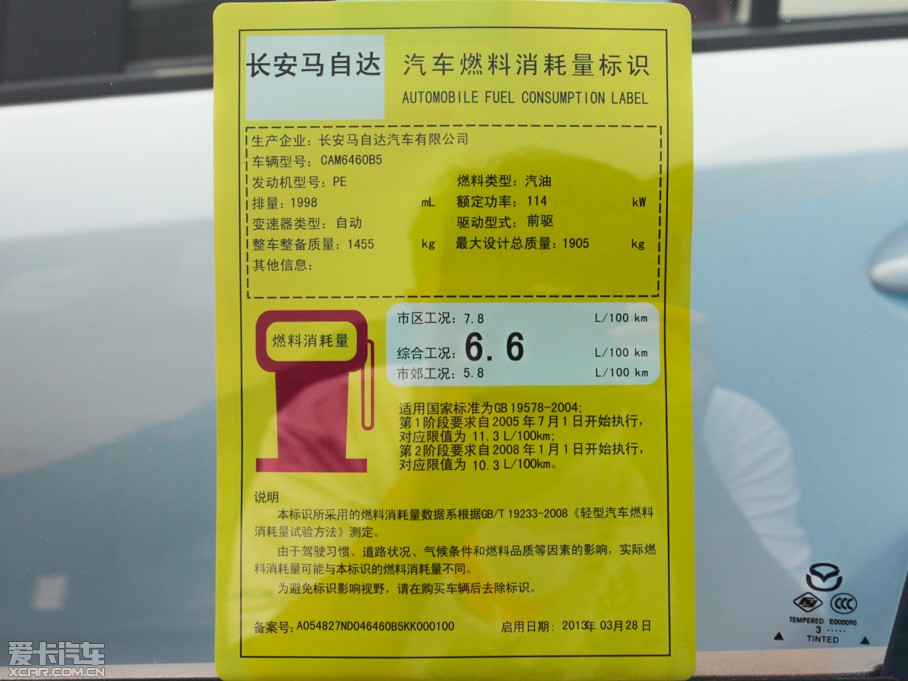 长安马自达 汽车燃料消耗量标识
AUTOMOBILE FUEL CONSUMPTION LABEL
生产企业：长安马自达汽车有限公司
车辆型号：CAM6460B5
发动机型号：PE 燃料类型：汽油
排量：1998 mL 额定功率：114 kW
变速器类型：自动 驱动型式：前驱
整车整备质量：1455 kg 最大设计总质量：1905 kg
其他信息：
燃料消耗量
市区工况：7.8 L/100 km
综合工况：6.6 L/100 km
市郊工况：5.8 L/100 km
适用国家标准为GB 19578-2004;
第1阶段要求自2005年7月1日开始执行，
对应限值为 11.3 L/100km;
第2阶段要求自2008年1月1日开始执行，
对应限值为 10.3 L/100km。
说明
本标识所采用的燃料消耗量数据系根据GB/T 19233-2008《轻型汽车燃料
消耗量试验方法》测定。
由于驾驶习惯、道路状况、气候条件和燃料品质等因素的影响，实际燃
料消耗量可能与本标识的燃料消耗量不同。
为避免标识影响视野，请在购买车辆后去除标识。
备案号：A054827ND046460B5KK000100 启用日期：2013年 03月 28 日
CCC
TEMPERED E000090
3 .....
TINTED
爱卡汽车
XCAR.COM.CN